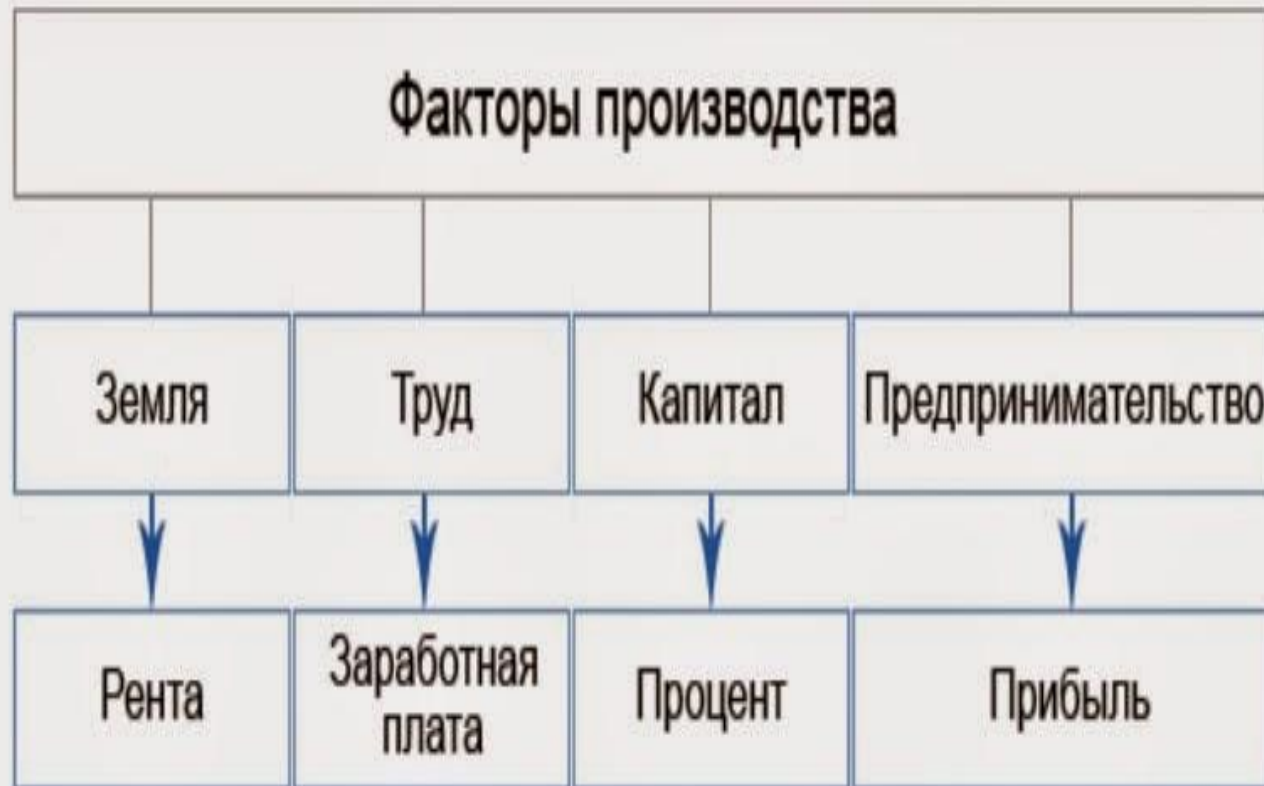 Факторы производства
Земля
Труд
Капитал
Предпринимательство
Рента
Заработная
плата
Процент
Прибыль